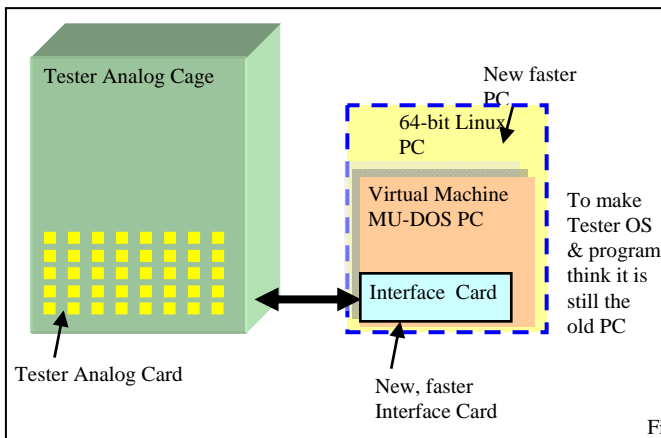 Tester Analog Cage
New faster
PC
64-bit Linux
PC
Virtual Machine
MU-DOS PC
To make
Tester OS
& program
think it is
still the
old PC
Interface Card
Tester Analog Card
New, faster
Interface Card